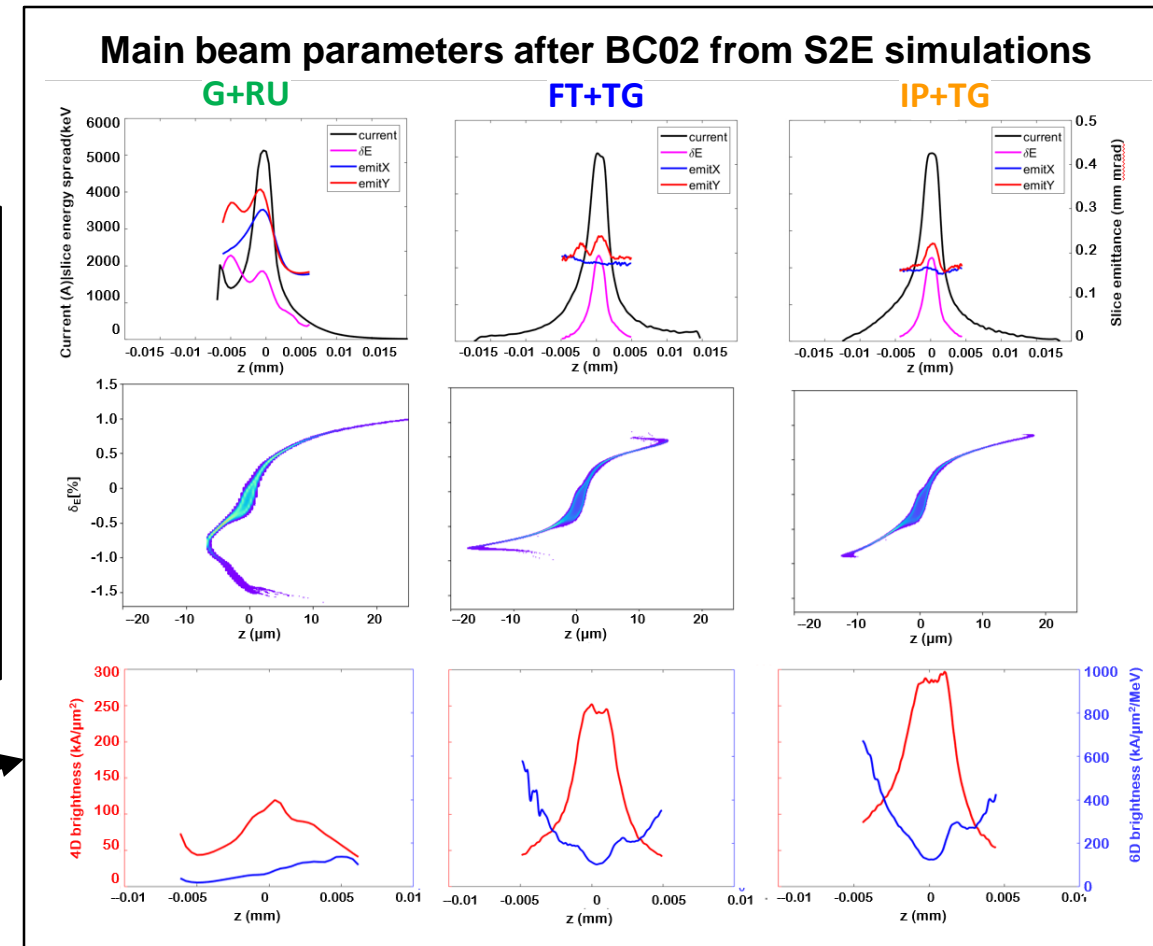 Main beam parameters after BC02 from S2E simulations
G+RU FT+TG IP+TG
Current (A)|slice energy spread(keV
6000
5000
4000
3000
2000
1000
0
current
δE
emitX
emitY
-0.015 -0.01 -0.005 0 0.01 0.015
z (mm)
current
δE
emitX
emitY
-0.015 -0.01 -0.005 0 0.005 0.01 0.015
z (mm)
current
δE
emitX
emitY
-0.015 -0.01 -0.005 0 0.005 0.01 0.015
z (mm)
0.5
0.4
0.3
0.2
0.1
0
Slice emittance (mm mrad)
δE[%]
1.5
1.0
0.5
0
-0.5
-1.0
-1.5
−20 -10 0 10 20
z (μm)
−20 -10 0 10 20
z (μm)
−20 -10 0 10 20
z (μm)
4D brightness (kA/μm²)
300
250
200
150
100
50
0
−0.01 -0.005 0 0.005 0.01
z (mm)
−0.01 -0.005 0 0.005 0.01
z (mm)
−0.01 -0.005 0 0.005
z (mm)
1000
800
600
400
200
0
6D brightness (kA/μm²/MeV)